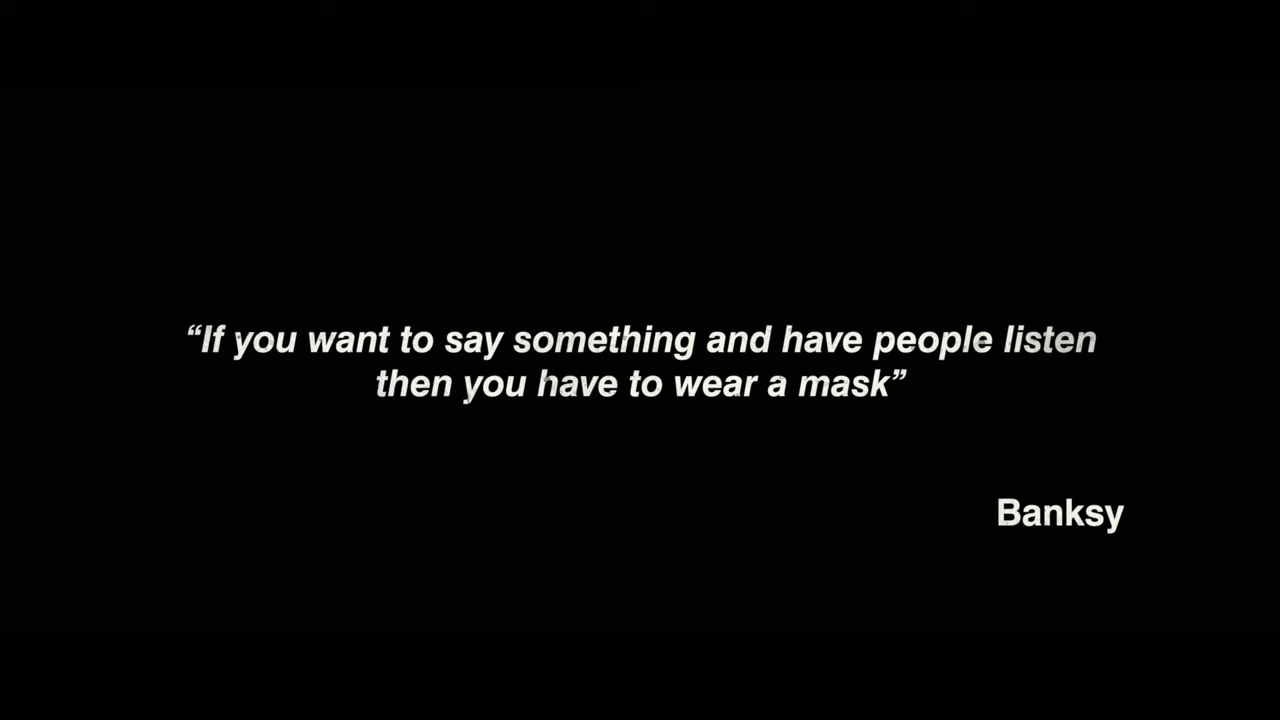 “If you want to say something and have people listen
then you have to wear a mask”
Banksy